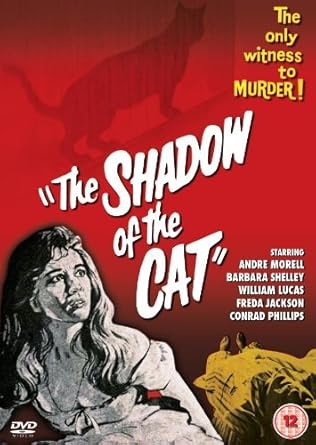 The
only
witness
to
MURDER!
"The SHADOW
of the
CAT"
STARRING
ANDRE MORELL
BARBARA SHELLEY
WILLIAM LUCAS
FREDA JACKSON
CONRAD PHILLIPS
DVD
VIDEO
12